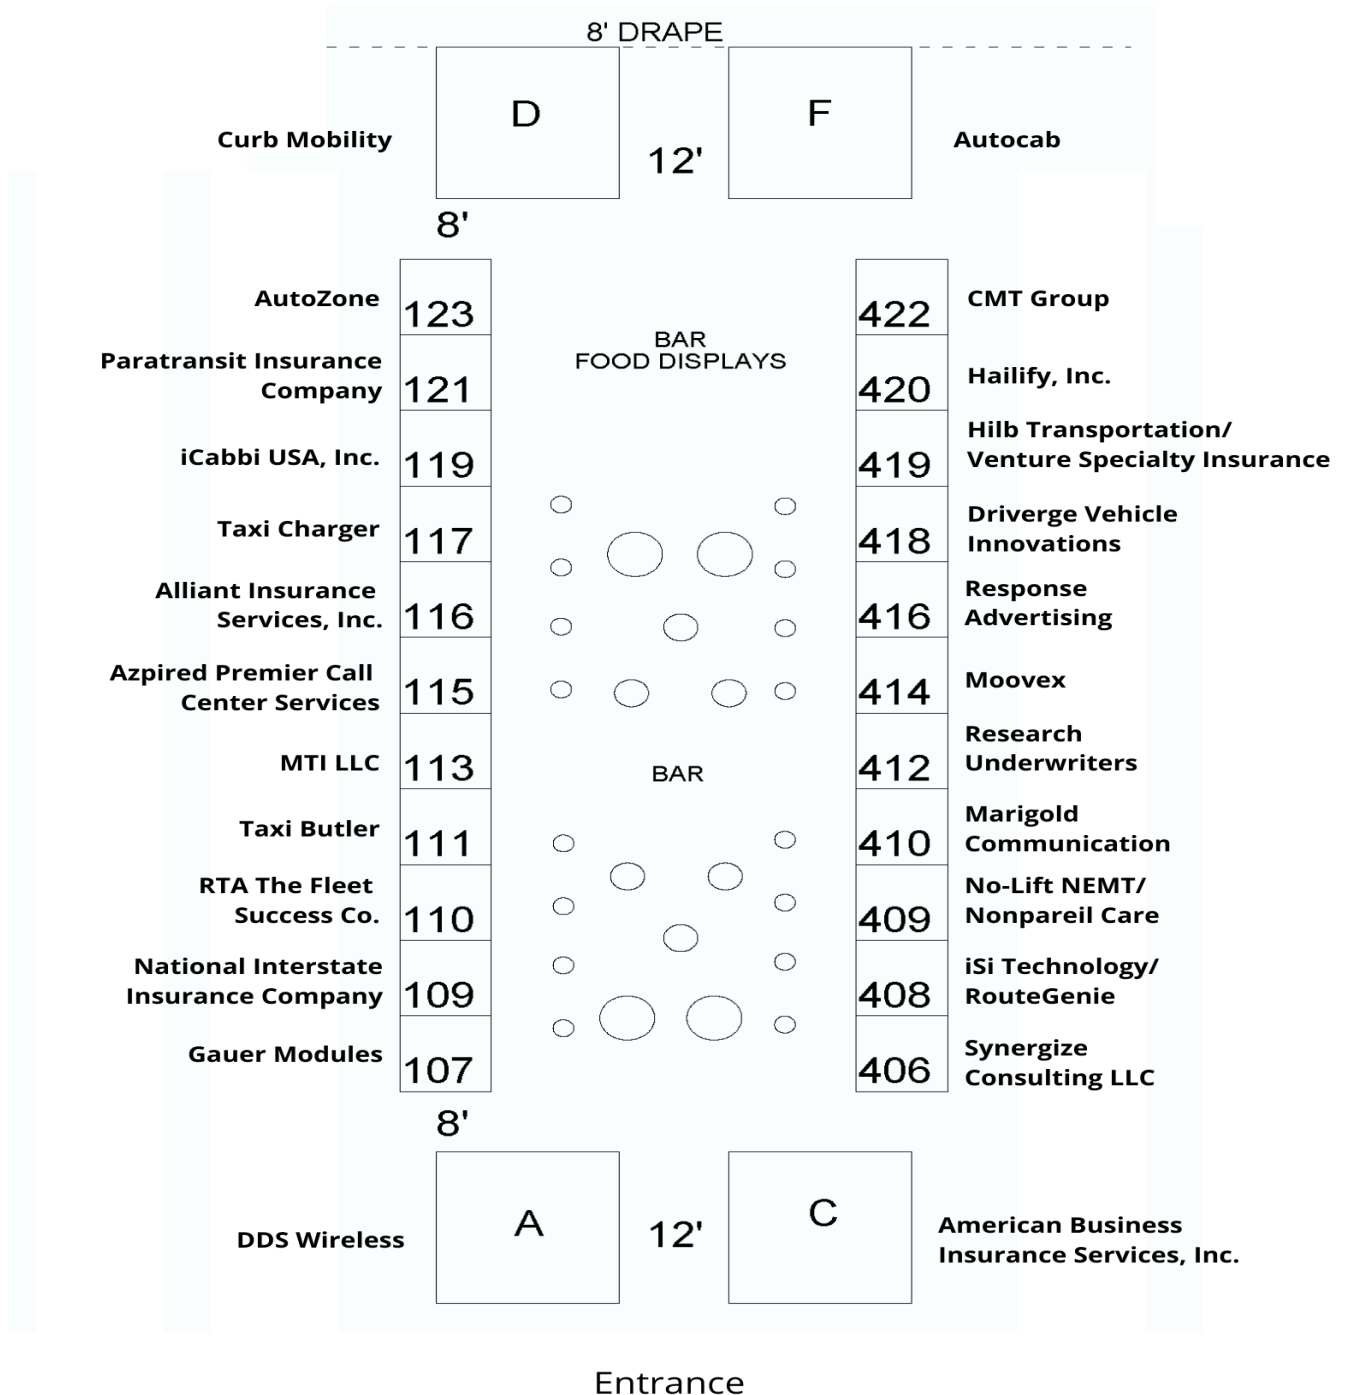 8' DRAPE
D
F
Curb Mobility
12'
Autocab
8'
AutoZone
123
422
CMT Group
BAR
FOOD DISPLAYS
Paratransit Insurance
Company
121
420
Hailify, Inc.
iCabbi USA, Inc.
119
419
Hilb Transportation/
Venture Specialty Insurance
Taxi Charger
117
418
Driverge Vehicle
Innovations
Alliant Insurance
Services, Inc.
116
416
Response
Advertising
Azpired Premier Call
Center Services
115
414
Moovex
MTI LLC
113
BAR
412
Research
Underwriters
Taxi Butler
111
410
Marigold
Communication
RTA The Fleet
Success Co.
110
409
No-Lift NEMT/
Nonpareil Care
National Interstate
Insurance Company
109
408
iSi Technology/
RouteGenie
Gauer Modules
107
406
Synergize
Consulting LLC
8'
DDS Wireless
A
12'
C
American Business
Insurance Services, Inc.
Entrance